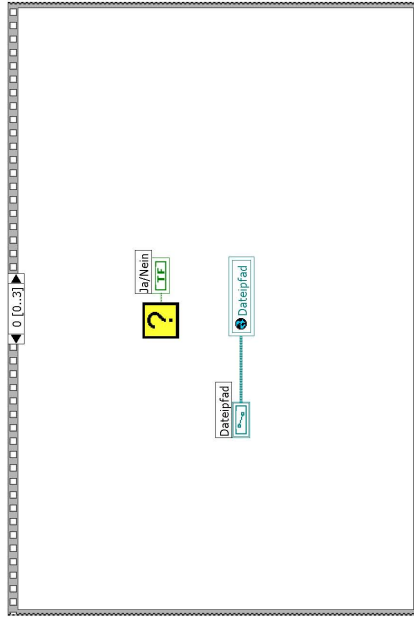 0 [0..3]
Ja/Nein
TF
?
Dateipfad
Dateipfad